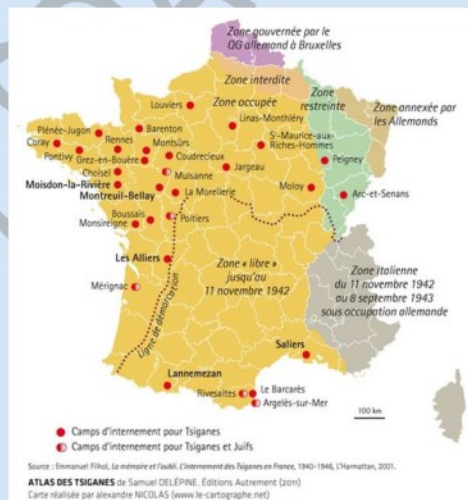 Zone gouvernée par le
QG allemand à Bruxelles
Zone interdite
Zone occupée
Zone
restreinte
Zone annexée par
les Allemands
Louviers
Linas-Monthléry
St-Maurice-aux-
Riches-Hommes
Plénée-Jugon
Barenton
Coray
Rennes
Montsûrs
Pontivy
Grez-en-Bouère
Coudrecieux
Choisel
Mulsanne
Jargeau
Peigney
Moisdon-la-Rivière
Montreuil-Bellay
La Morellerie
Moloy
Arc-et-Senans
Boussais
Monsireigne
Poitiers
Les Alliers
Mérignac
Ligne de démarcation
Zone « libre »
jusqu'au
11 novembre 1942
Zone Italienne
du 11 novembre 1942
au 8 septembre 1943
sous occupation allemande
Saliers
Lannemezan
Rivesaltes
Le Barcarès
Argelès-sur-Mer
100 km
Camps d'internement pour Tsiganes
Camps d'internement pour Tsiganes et Juifs
Source : Emmanuel Filhol, La mémoire et l'oubli. L'internement des Tsiganes en France, 1940-1946, L'Harmattan, 2001.
ATLAS DES TSIGANES de Samuel DELÉPINE, Éditions Autrement (2011)
Carte réalisée par alexandre NICOLAS (www.le-cartographe.net)